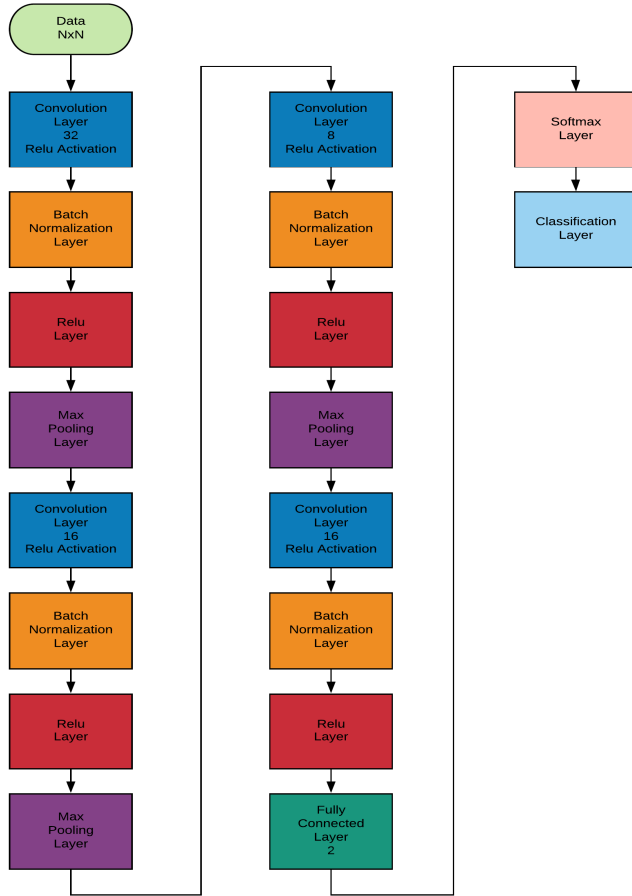 Data
NxN
Convolution
Layer
32
Relu Activation
Batch
Normalization
Layer
Relu
Layer
Max
Pooling
Layer
Convolution
Layer
16
Relu Activation
Batch
Normalization
Layer
Relu
Layer
Max
Pooling
Layer
Convolution
Layer
8
Relu Activation
Batch
Normalization
Layer
Relu
Layer
Max
Pooling
Layer
Convolution
Layer
16
Relu Activation
Batch
Normalization
Layer
Relu
Layer
Fully
Connected
Layer
2
Softmax
Layer
Classification
Layer